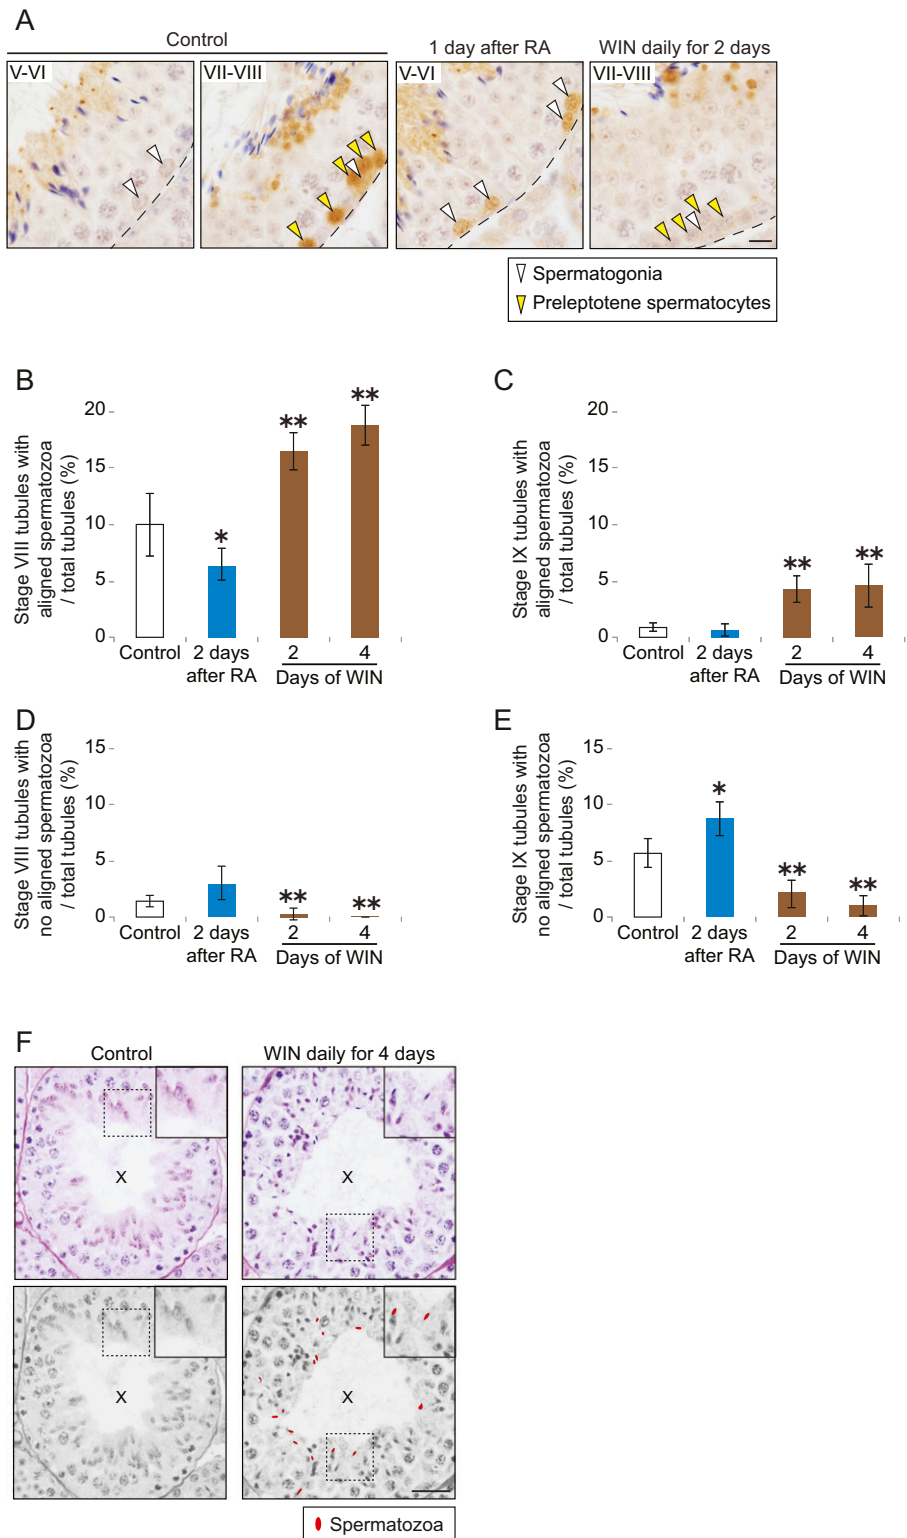 A
Control
1 day after RA
WIN daily for 2 days
V-VI
VII-VIII
V-VI
VII-VIII
Spermatogonia
Preleptotene spermatocytes
B
Stage VIII tubules with
aligned spermatozoa
/ total tubules (%)
20
15
10
5
0
*
**
**
Control
2 days
after RA
2
4
Days of WIN
C
Stage IX tubules with
aligned spermatozoa
/ total tubules (%)
20
15
10
5
0
**
**
Control
2 days
after RA
2
4
Days of WIN
D
Stage VIII tubules with
no aligned spermatozoa
/ total tubules (%)
15
10
5
0
**
**
Control
2 days
after RA
2
4
Days of WIN
E
Stage IX tubules with
no aligned spermatozoa
/ total tubules (%)
15
10
5
0
*
**
**
Control
2 days
after RA
2
4
Days of WIN
F
Control
WIN daily for 4 days
X
X
X
X
Spermatozoa